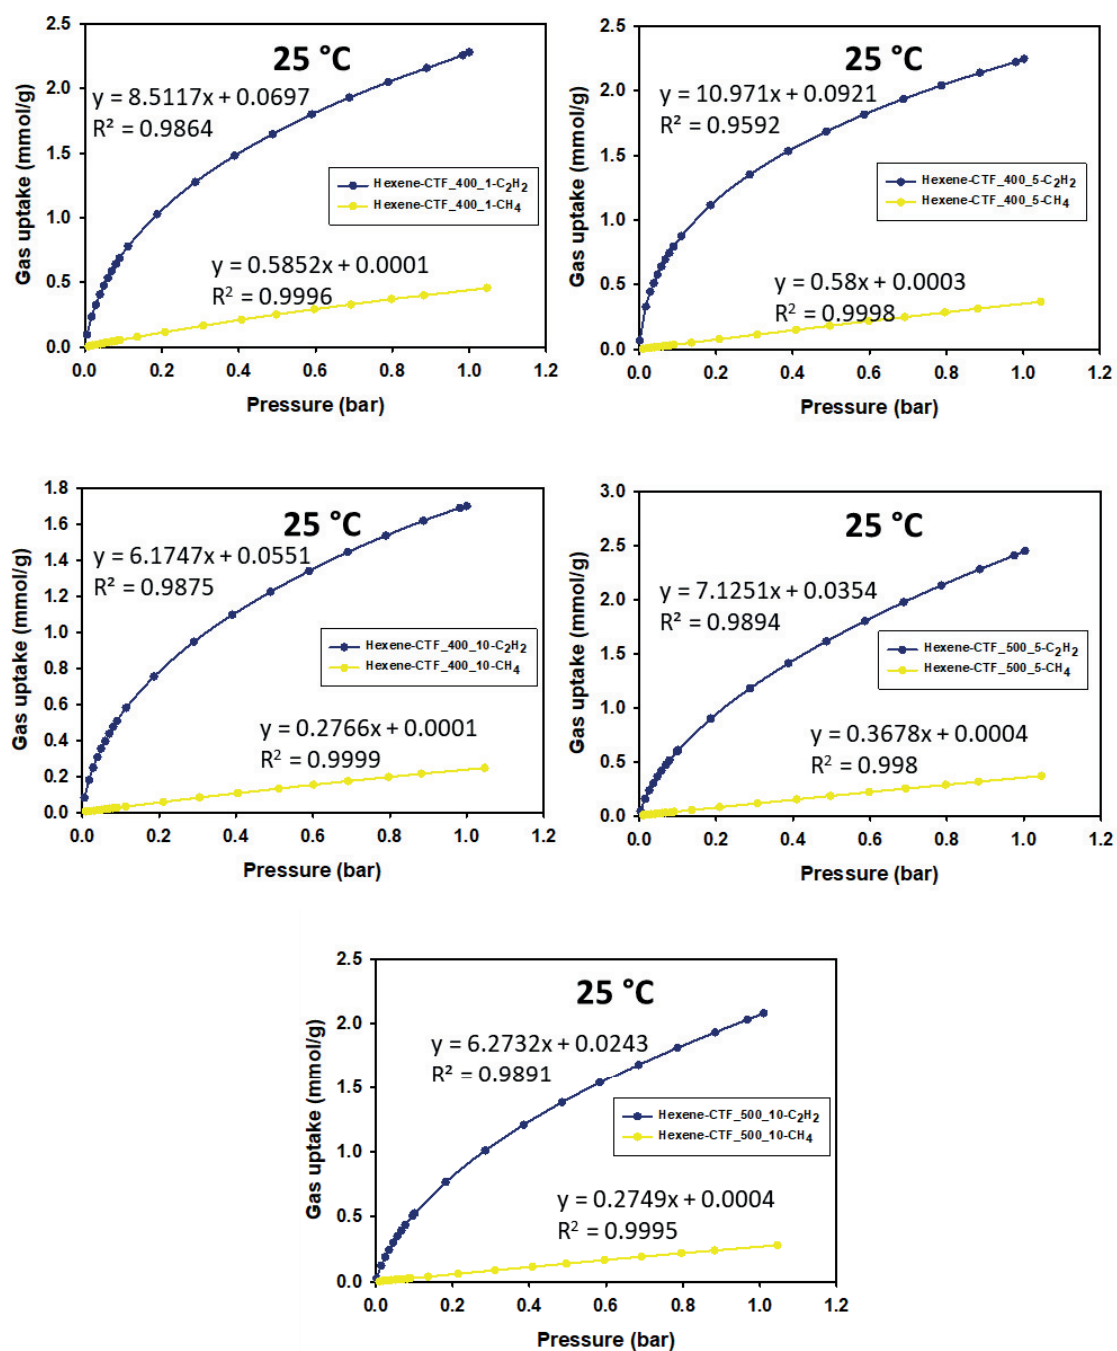 25 °C
y = 8.5117x + 0.0697
R² = 0.9864
Hexene-CTF_400_1-C₂H₂
Hexene-CTF_400_1-CH₄
y = 0.5852x + 0.0001
R² = 0.9996
Gas uptake (mmol/g)
2.5
2.0
1.5
1.0
0.5
0.0
0.0 0.2 0.4 0.6 0.8 1.0 1.2
Pressure (bar)
25 °C
y = 10.971x + 0.0921
R² = 0.9592
Hexene-CTF_400_5-C₂H₂
Hexene-CTF_400_5-CH₄
y = 0.58x + 0.0003
R² = 0.9998
Gas uptake (mmol/g)
2.5
2.0
1.5
1.0
0.5
0.0
0.0 0.2 0.4 0.6 0.8 1.0 1.2
Pressure (bar)
25 °C
y = 6.1747x + 0.0551
R² = 0.9875
Hexene-CTF_400_10-C₂H₂
Hexene-CTF_400_10-CH₄
y = 0.2766x + 0.0001
R² = 0.9999
Gas uptake (mmol/g)
1.8
1.6
1.4
1.2
1.0
0.8
0.6
0.4
0.2
0.0
0.0 0.2 0.4 0.6 0.8 1.0 1.2
Pressure (bar)
25 °C
y = 7.1251x + 0.0354
R² = 0.9894
Hexene-CTF_500_5-C₂H₂
Hexene-CTF_500_5-CH₄
y = 0.3678x + 0.0004
R² = 0.998
Gas uptake (mmol/g)
3.0
2.5
2.0
1.5
1.0
0.5
0.0
0.0 0.2 0.4 0.6 0.8 1.0 1.2
Pressure (bar)
25 °C
y = 6.2732x + 0.0243
R² = 0.9891
Hexene-CTF_500_10-C₂H₂
Hexene-CTF_500_10-CH₄
y = 0.2749x + 0.0004
R² = 0.9995
Gas uptake (mmol/g)
2.5
2.0
1.5
1.0
0.5
0.0
0.0 0.2 0.4 0.6 0.8 1.0 1.2
Pressure (bar)